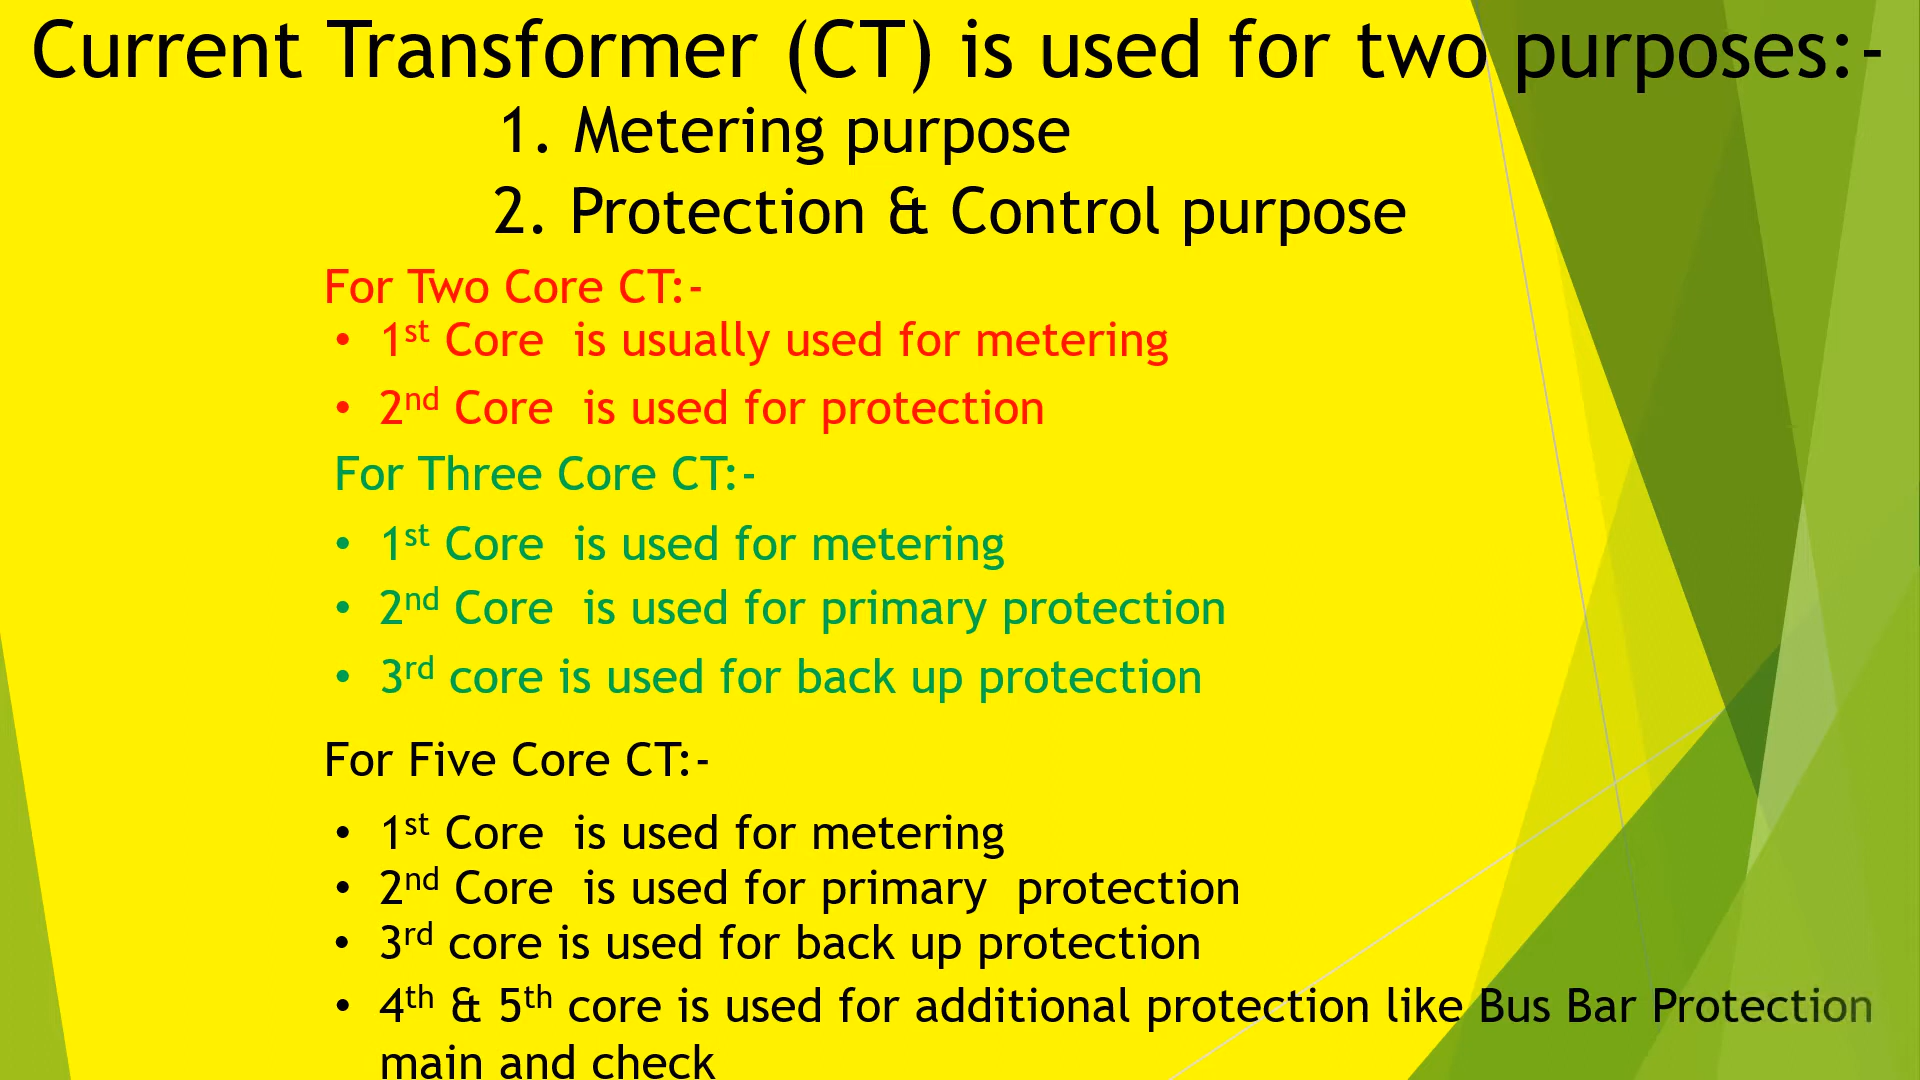 Current Transformer (CT) is used for two purposes:-
1. Metering purpose
2. Protection & Control purpose
For Two Core CT:-
• 1st Core is usually used for metering
• 2nd Core is used for protection
For Three Core CT:-
• 1st Core is used for metering
• 2nd Core is used for primary protection
• 3rd core is used for back up protection
For Five Core CT:-
• 1st Core is used for metering
• 2nd Core is used for primary protection
• 3rd core is used for back up protection
• 4th & 5th core is used for additional protection like Bus Bar Protection
main and check